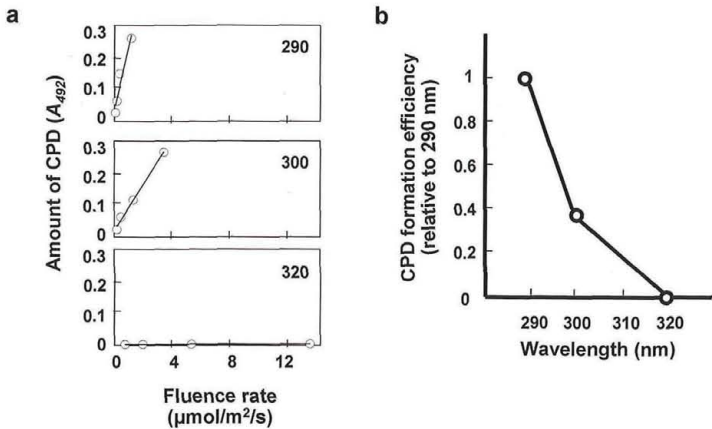 a
Amount of CPD (A492)
0.3
0.2
0.1
0
290
0.3
0.2
0.1
0
300
0.3
0.2
0.1
0
320
0 4 8 12
Fluence rate
(μmol/m²/s)
b
CPD formation efficiency
(relative to 290 nm)
1
0.8
0.6
0.4
0.2
0
290 300 310 320
Wavelength (nm)